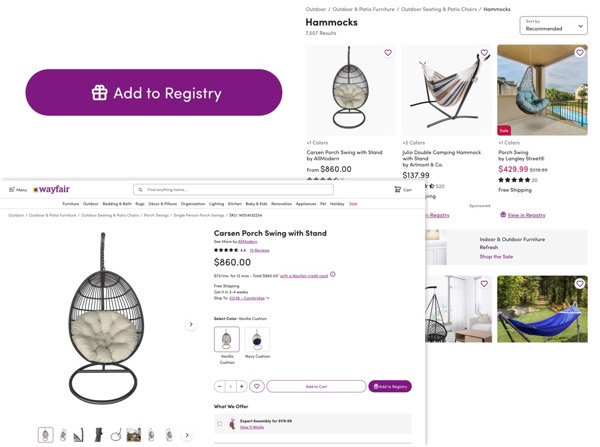 Outdoor / Outdoor & Patio Furniture / Outdoor Seating & Patio Chairs / Hammocks
Hammocks
7,507 Results
Sort by
Recommended
Add to Registry
Sale
+1 Colors
Carsen Porch Swing with Stand
by AllModern
From $860.00
+2 Colors
Julio Double Camping Hammock
with Stand
by Arlmont & Co.
$137.99
520
+1 Colors
Porch Swing
by Langley Street®
$429.99 $519.99
30
Free Shipping
Sponsored
View in Registry
Indoor & Outdoor Furniture
Refresh
Shop the Sale
Menu
wayfair
Find anything home...
Cart
Furniture Outdoor Bedding & Bath Rugs Décor & Pillows Organization Lighting Kitchen Baby & Kids Renovation Appliances Pet Holiday Sale
Outdoor / Outdoor & Patio Furniture / Outdoor Seating & Patio Chairs / Porch Swings / Single Person Porch Swings / SKU: W004132234
Carsen Porch Swing with Stand
See More by AllModern
4.6 15 Reviews
$860.00
$72/mo. for 12 mos - Total $860.00 with a Wayfair credit card
Free Shipping
Get it in 3-4 weeks
Ship To: 02138 - Cambridge
Select Color: Vanilla Cushion
Vanilla
Cushion
Navy Cushion
1
Add to Cart
Add to Registry
What We Offer
Expert Assembly for $119.99
How It Works